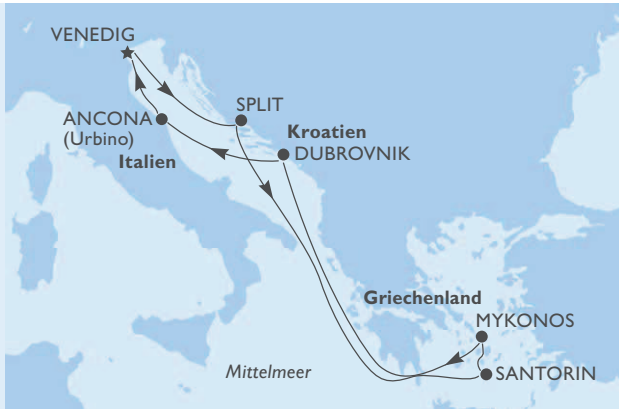 VENEDIG
SPLIT
ANCONA
(Urbino)
Kroatien
Italien
DUBROVNIK
Griechenland
MYKONOS
Mittelmeer
SANTORIN